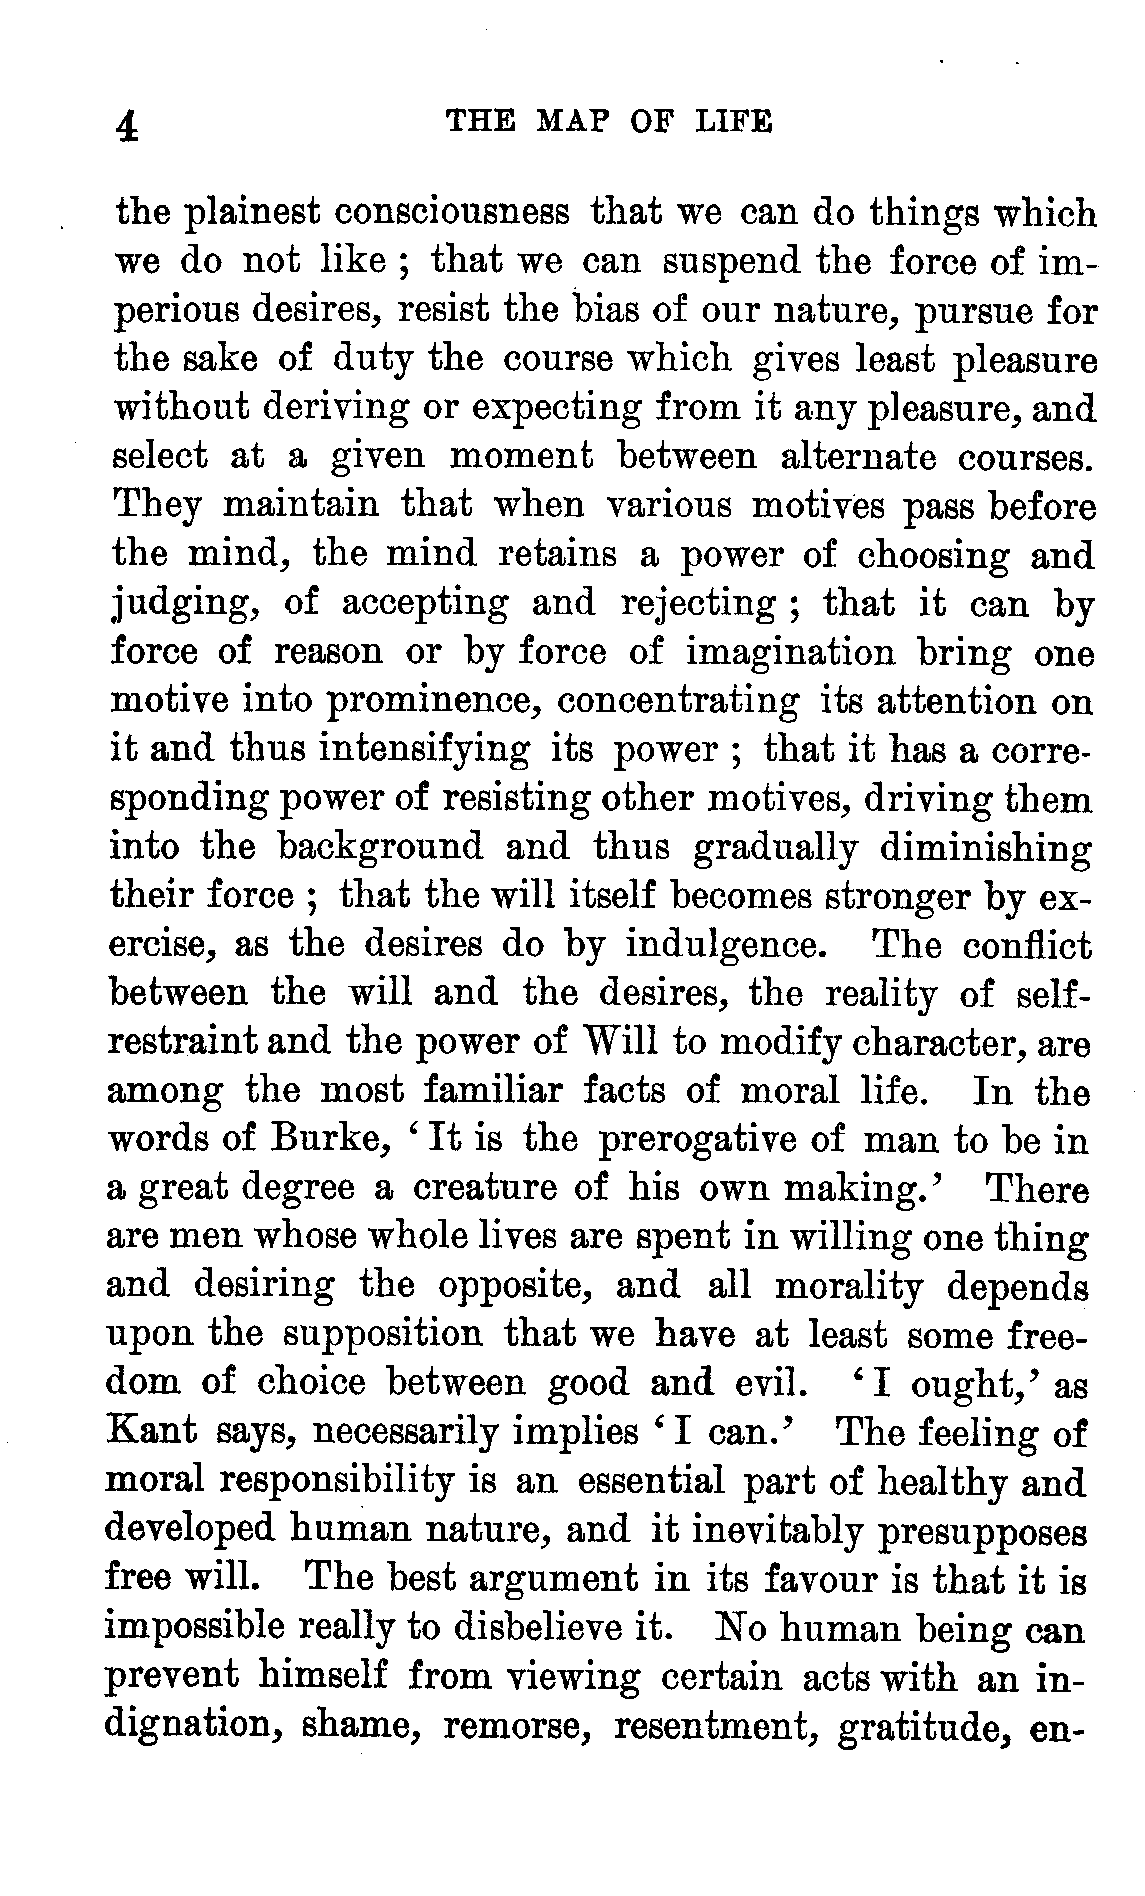 4 THE MAP OF LIFE
the plainest consciousness that we can do things which
we do not like ; that we can suspend the force of im-
perious desires, resist the bias of our nature, pursue for
the sake of duty the course which gives least pleasure
without deriving or expecting from it any pleasure, and
select at a given moment between alternate courses.
They maintain that when various motives pass before
the mind, the mind retains a power of choosing and
judging, of accepting and rejecting ; that it can by
force of reason or by force of imagination bring one
motive into prominence, concentrating its attention on
it and thus intensifying its power ; that it has a corre-
sponding power of resisting other motives, driving them
into the background and thus gradually diminishing
their force ; that the will itself becomes stronger by ex-
ercise, as the desires do by indulgence. The conflict
between the will and the desires, the reality of self-
restraint and the power of Will to modify character, are
among the most familiar facts of moral life. In the
words of Burke, ‘ It is the prerogative of man to be in
a great degree a creature of his own making.’ There
are men whose whole lives are spent in willing one thing
and desiring the opposite, and all morality depends
upon the supposition that we have at least some free-
dom of choice between good and evil. ‘ I ought,’ as
Kant says, necessarily implies ‘ I can.’ The feeling of
moral responsibility is an essential part of healthy and
developed human nature, and it inevitably presupposes
free will. The best argument in its favour is that it is
impossible really to disbelieve it. No human being can
prevent himself from viewing certain acts with an in-
dignation, shame, remorse, resentment, gratitude, en-